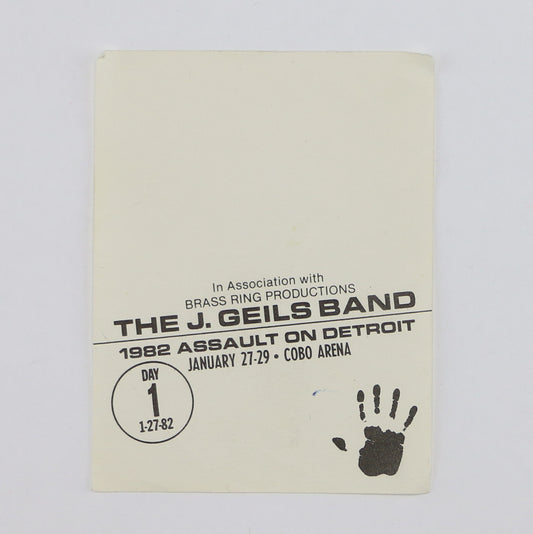 In Association with
BRASS RING PRODUCTIONS
THE J. GEILS BAND
1982 ASSAULT ON DETROIT
JANUARY 27-29 • COBO ARENA
DAY
1
1-27-82